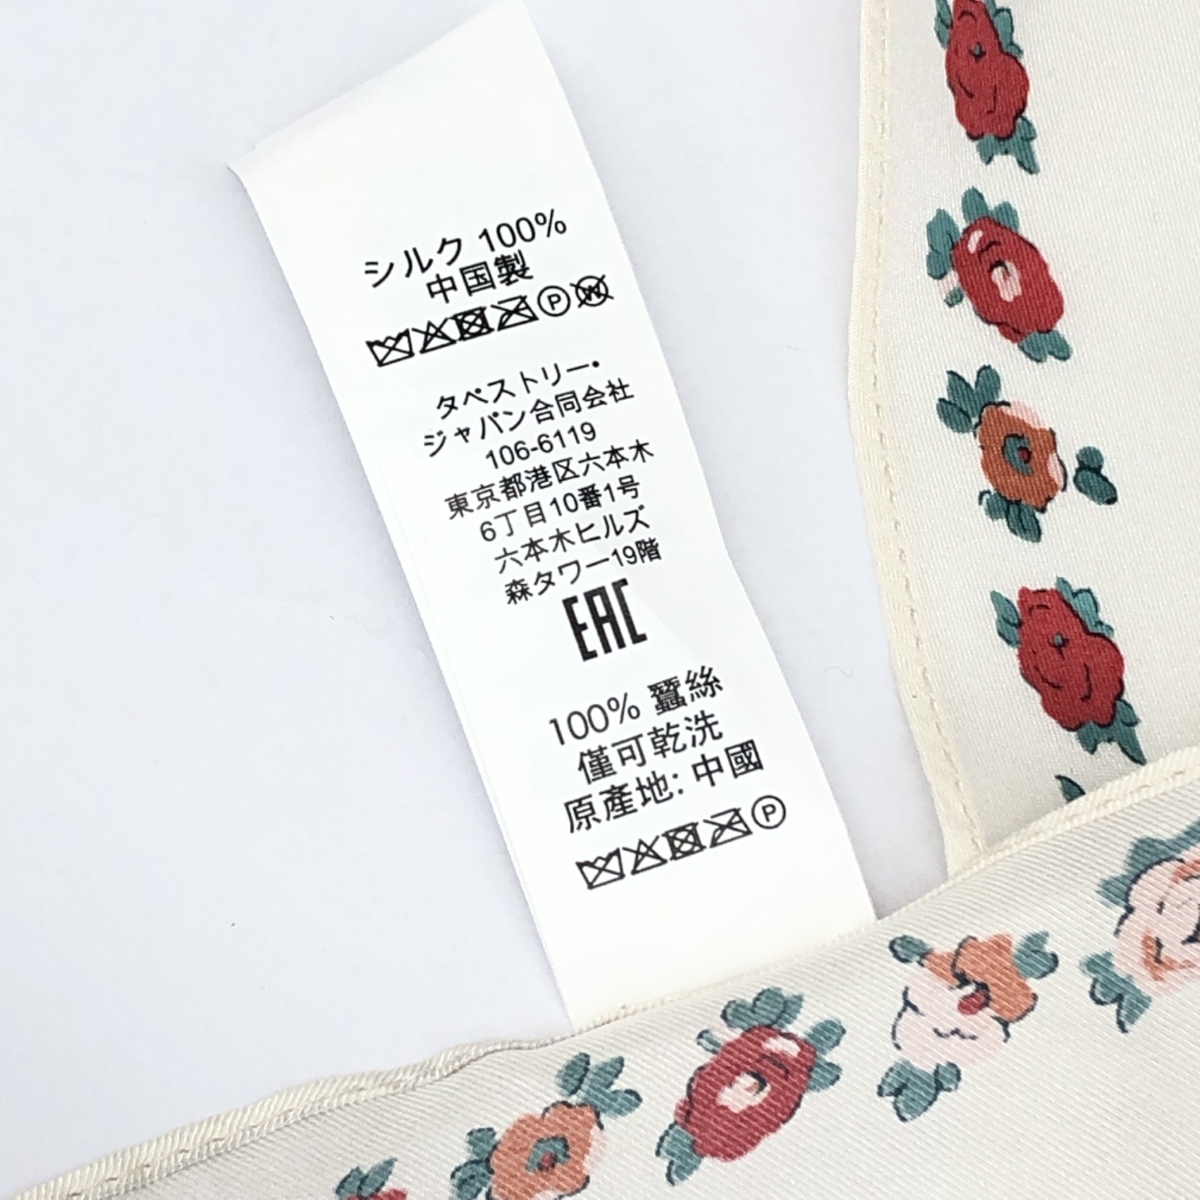 シルク 100%
中国製
P W
タペストリー・
ジャパン合同会社
106-6119
東京都港区六本木
6丁目10番1号
六本木ヒルズ
森タワー19階
EAC
100% 蠶絲
僅可乾洗
原產地: 中國
P